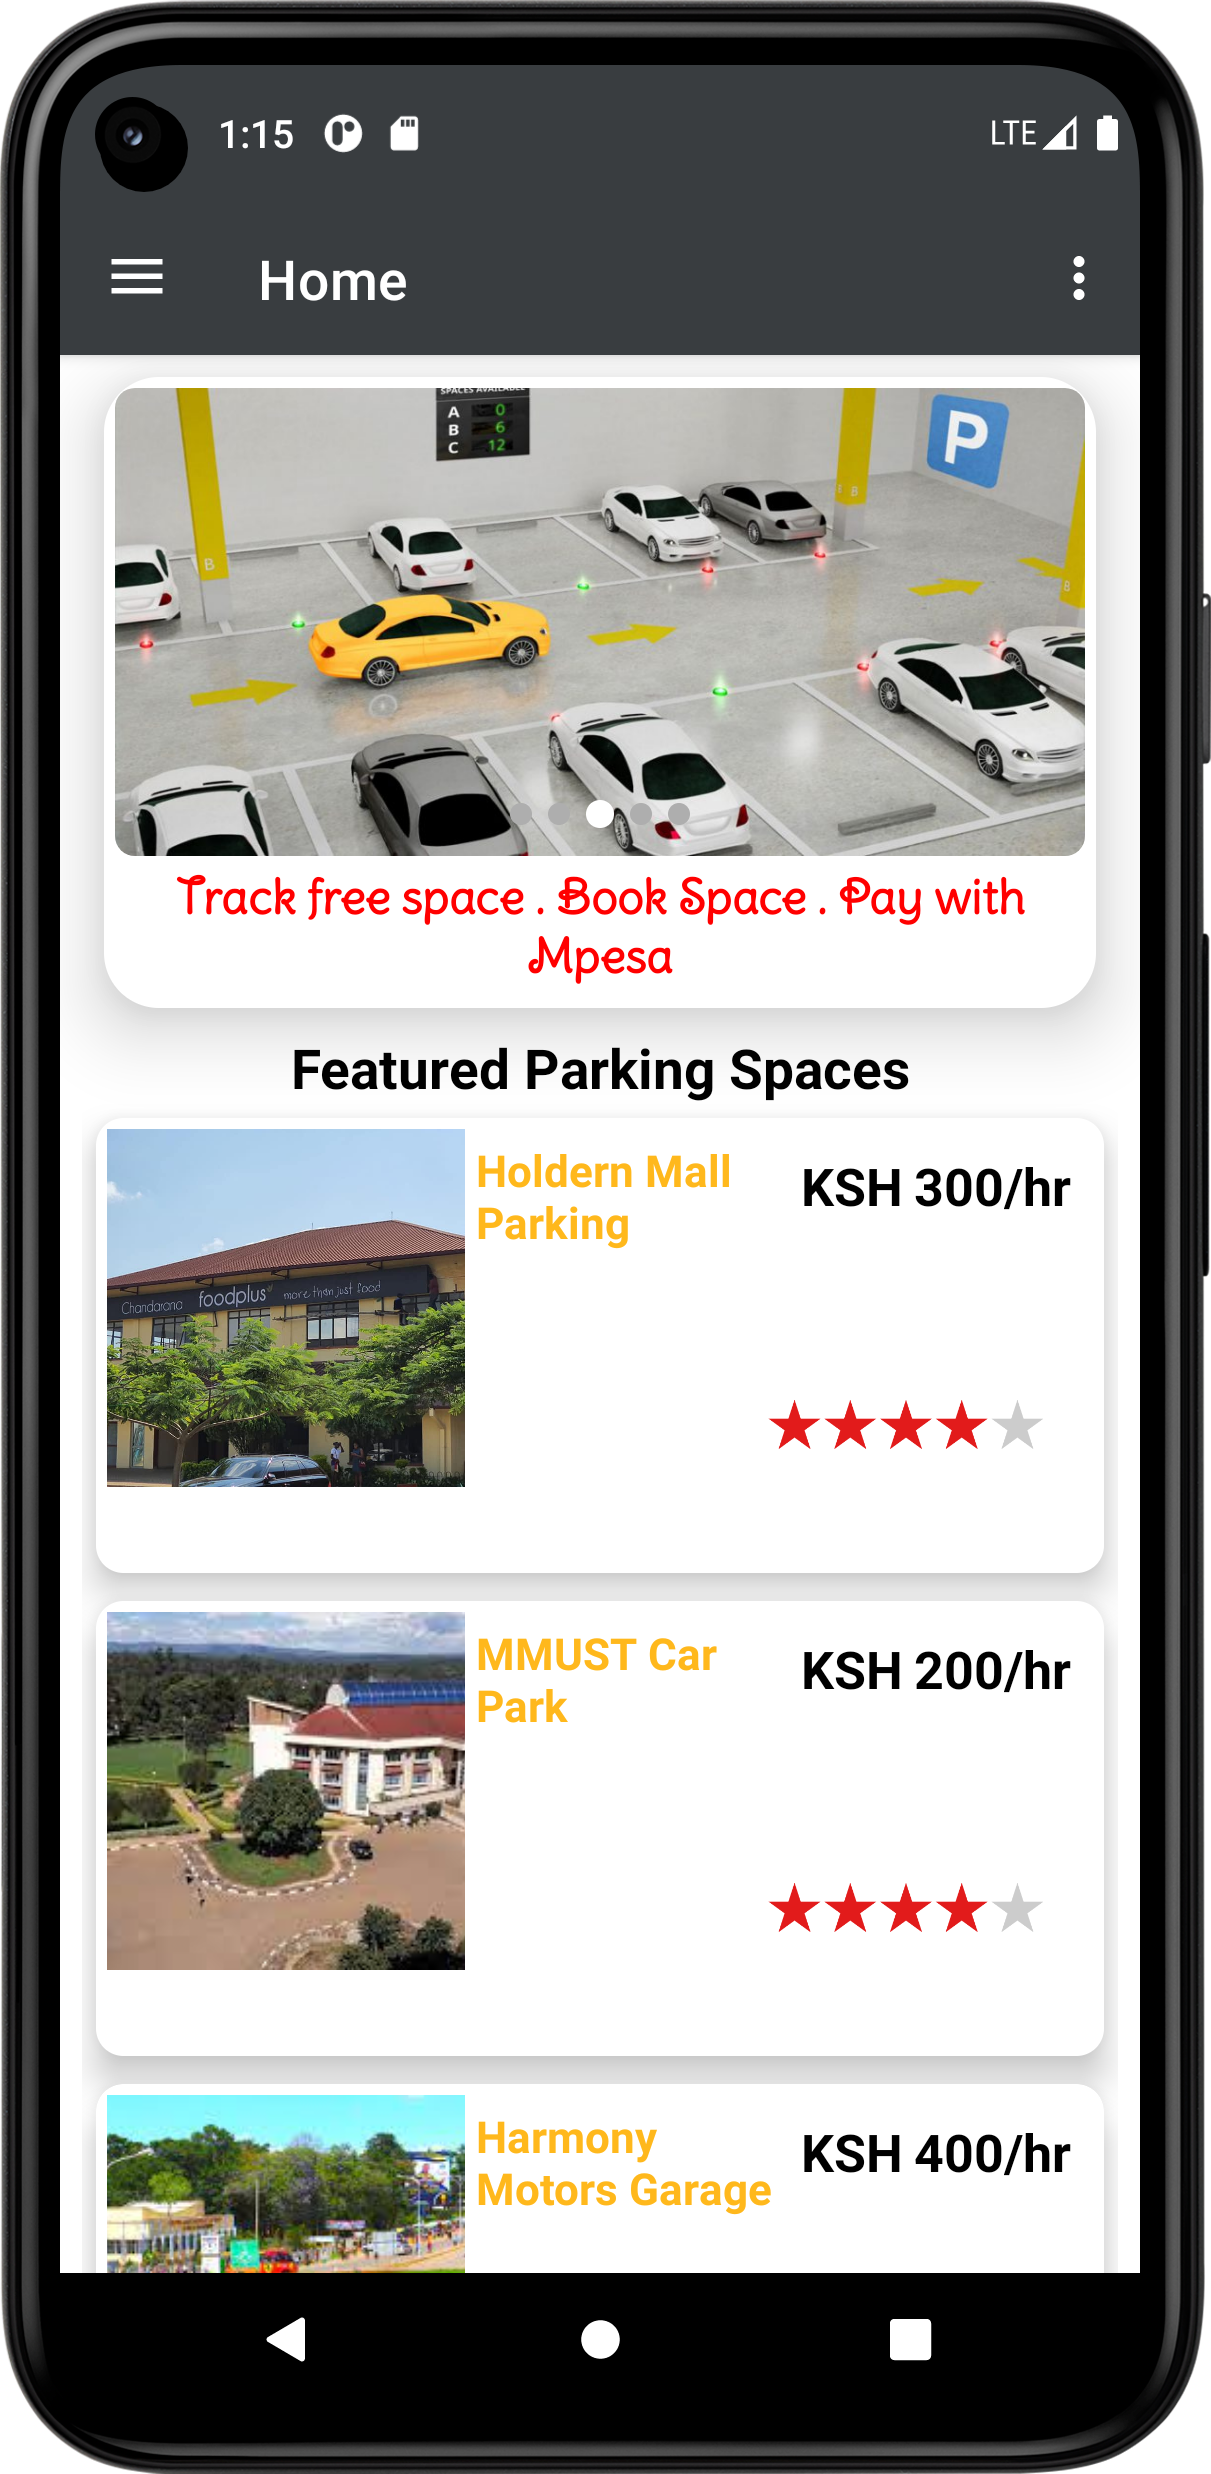 1:15
LTE
Home
SPACES AVAILABLE
A 0
B 6
C 12
P
B
B
B
Track free space . Book Space . Pay with
Mpesa
Featured Parking Spaces
Holdern Mall
Parking
KSH 300/hr
Chandarana foodplus more than just food
MMUST Car
Park
KSH 200/hr
Harmony
Motors Garage
KSH 400/hr